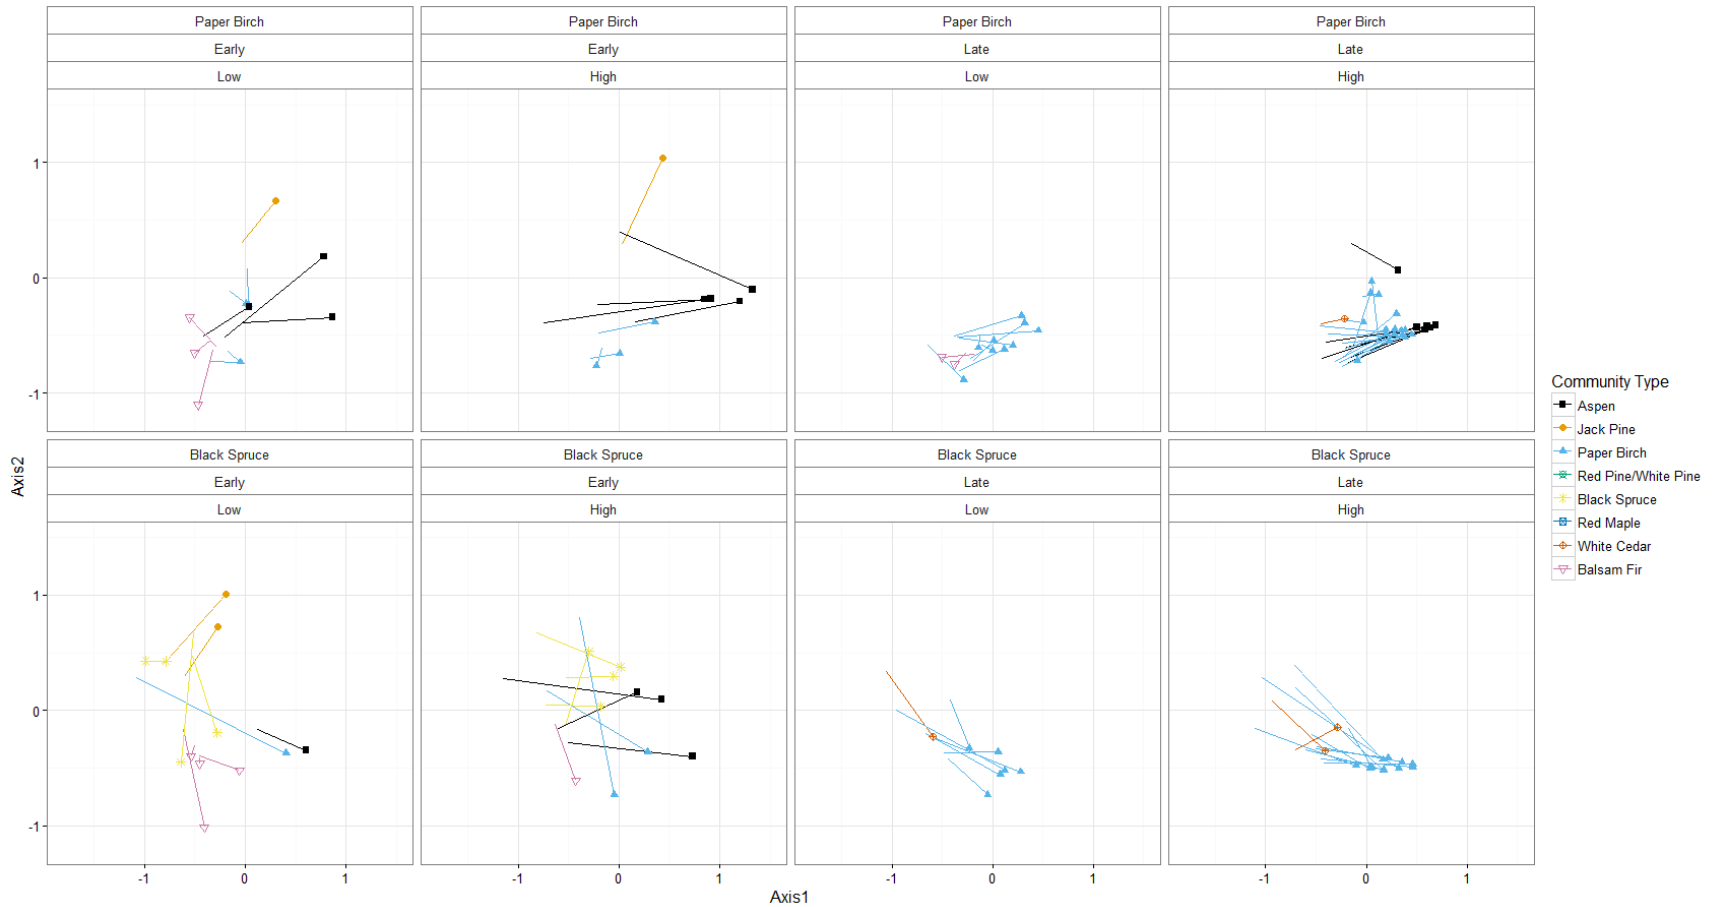 Paper Birch Paper Birch Paper Birch Paper Birch
Early Early Late Late
Low High Low High
1
0
-1
Black Spruce Black Spruce Black Spruce Black Spruce
Early Early Late Late
Low High Low High
1
0
-1
-1 0 1 -1 0 1 -1 0 1 -1 0 1
Axis1
Axis2
Community Type
Aspen
Jack Pine
Paper Birch
Red Pine/White Pine
Black Spruce
Red Maple
White Cedar
Balsam Fir